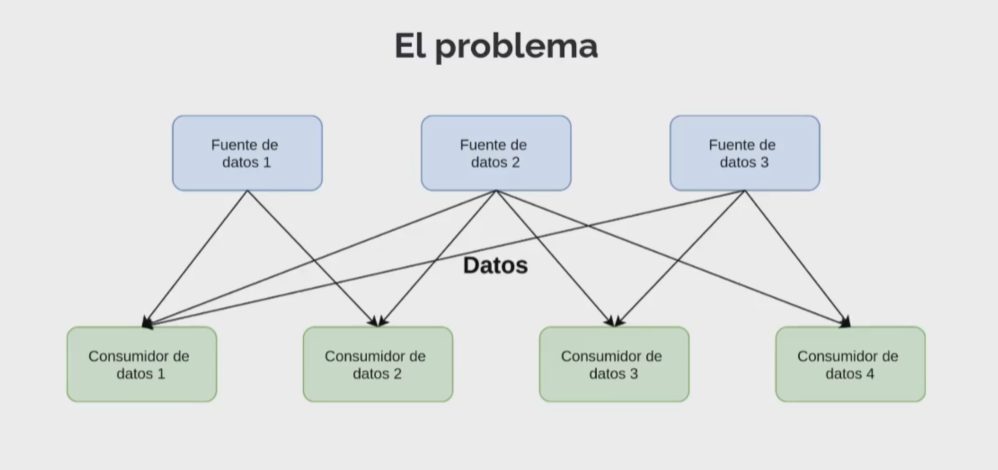 El problema
Fuente de
datos 1
Fuente de
datos 2
Fuente de
datos 3
Datos
Consumidor de
datos 1
Consumidor de
datos 2
Consumidor de
datos 3
Consumidor de
datos 4